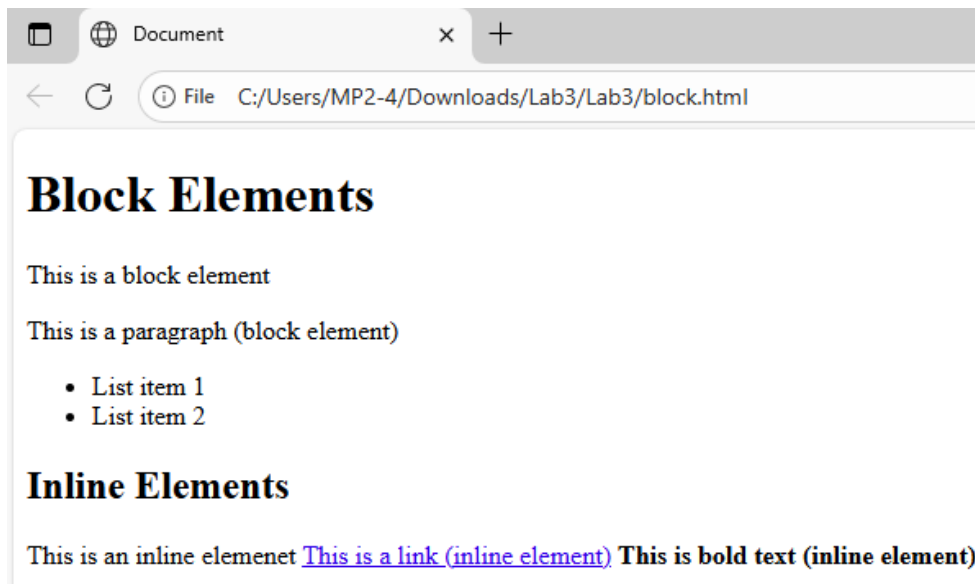 Document
File C:/Users/MP2-4/Downloads/Lab3/Lab3/block.html
Block Elements
This is a block element
This is a paragraph (block element)
• List item 1
• List item 2
Inline Elements
This is an inline elemenet This is a link (inline element) This is bold text (inline element)